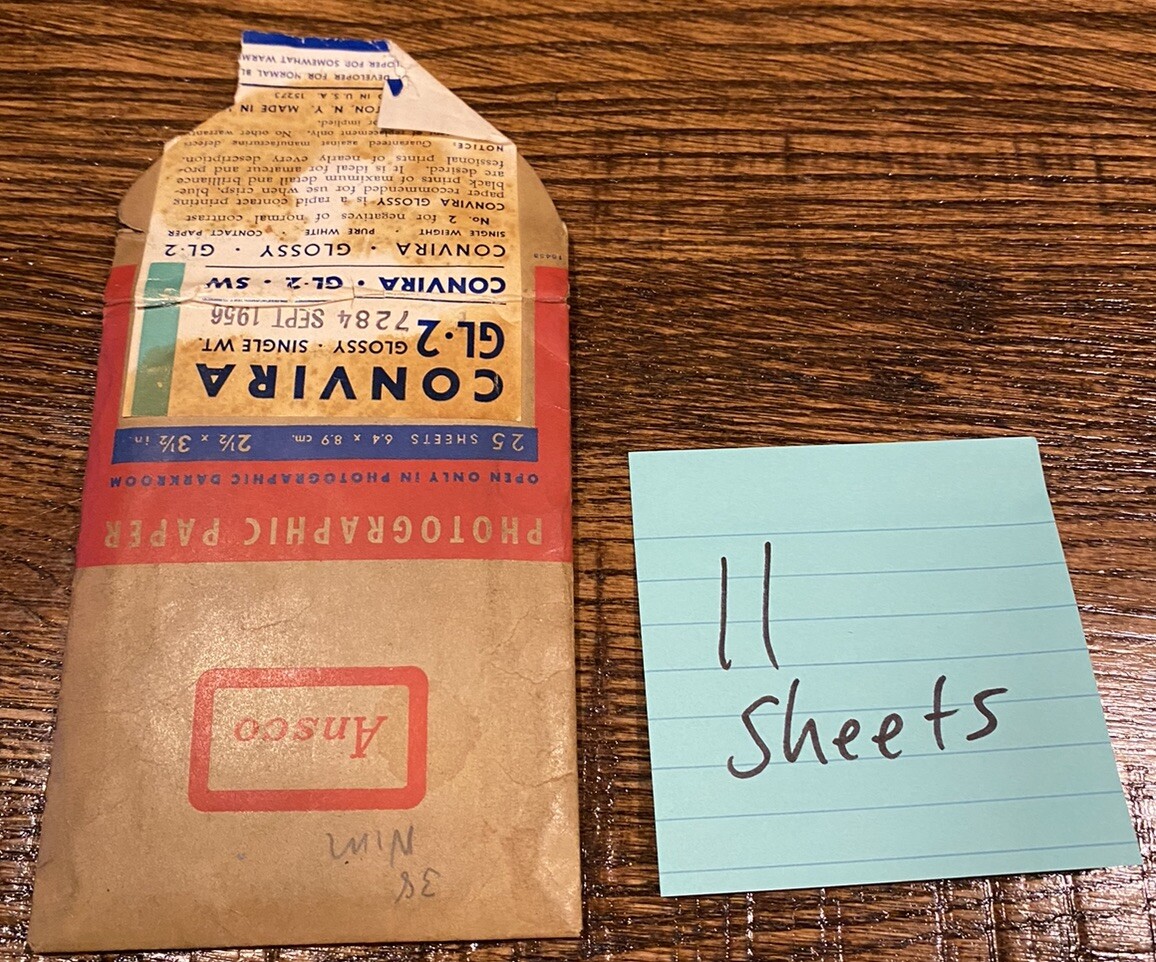 38
Ansco
PHOTOGRAPHIC PAPER
OPEN ONLY IN PHOTOGRAPHIC DARKROOM
25 SHEETS 6.4 x 8.9 cm. 2½ x 3½ in.
CONVIRA
GL·2 GLOSSY · SINGLE WT.
7284 SEPT 1956
CONVIRA · GL·2 · SW
CONVIRA · GLOSSY · GL·2
SINGLE WEIGHT · PURE WHITE · CONTACT PAPER
No. 2 for negatives of normal contrast
CONVIRA GLOSSY is a rapid contact printing
paper recommended for use when crisp, blue-
black prints of maximum detail and brilliance
are desired. It is ideal for amateur and pro-
fessional prints of nearly every description.
NOTICE: Guaranteed against manufacturing defects
replacement only. No other warrant
or implied.
TON, N. Y. MADE IN
IN U. S. A. 15273
DEVELOPER FOR NORMAL BL
OPER FOR SOMEWHAT WARM
11
sheets